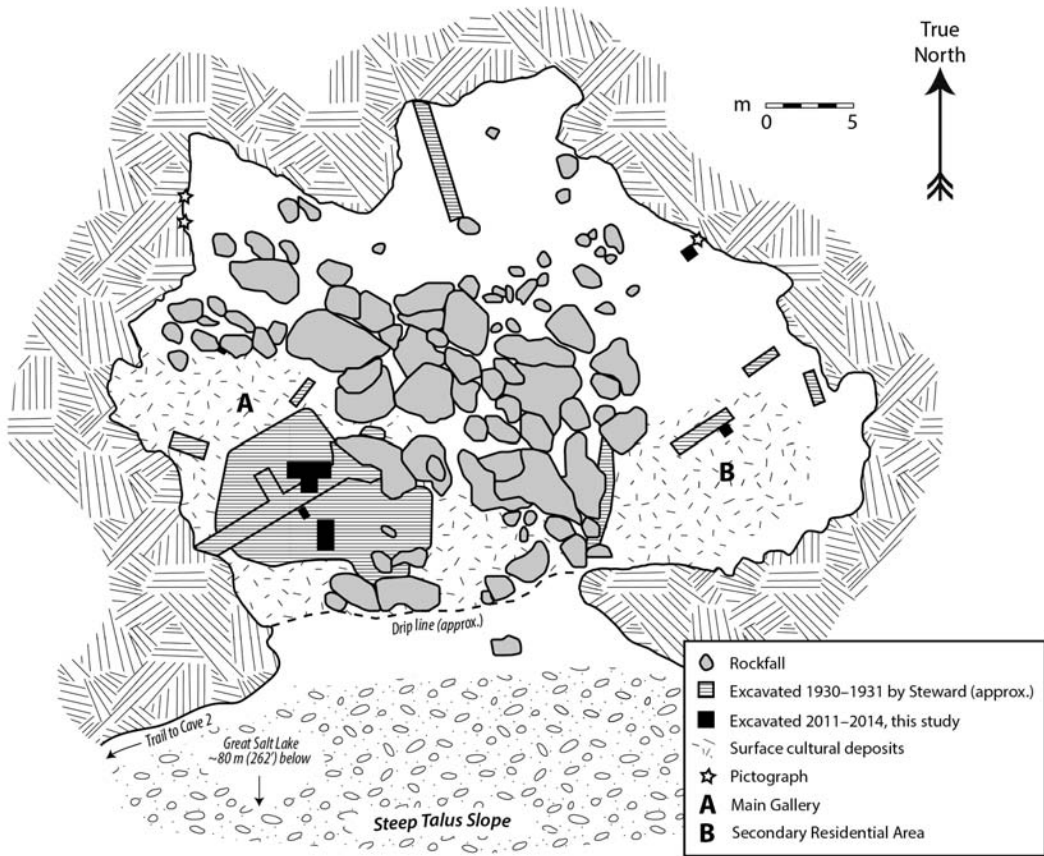 True
North
m
0 5
A
B
Drip line (approx.)
Trail to Cave 2
Great Salt Lake
~80 m (262') below
Steep Talus Slope
Rockfall
Excavated 1930–1931 by Steward (approx.)
Excavated 2011–2014, this study
Surface cultural deposits
Pictograph
A Main Gallery
B Secondary Residential Area